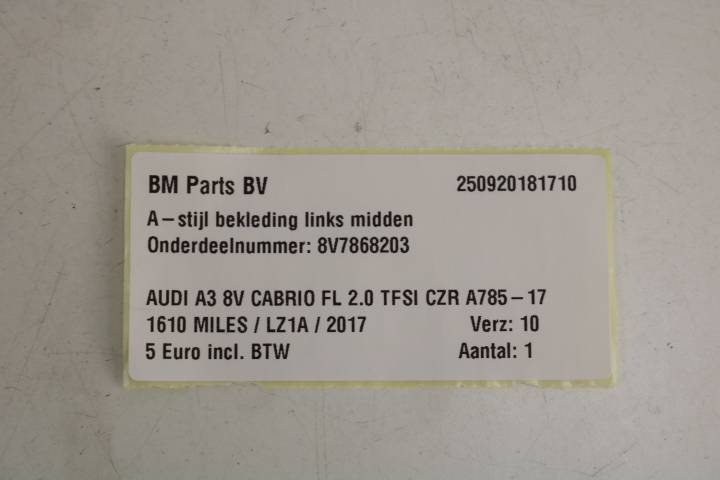 BM Parts BV 250920181710
A-stijl bekleding links midden
Onderdeelnummer: 8V7868203
AUDI A3 8V CABRIO FL 2.0 TFSI CZR A785-17
1610 MILES / LZ1A / 2017 Verz: 10
5 Euro incl. BTW Aantal: 1